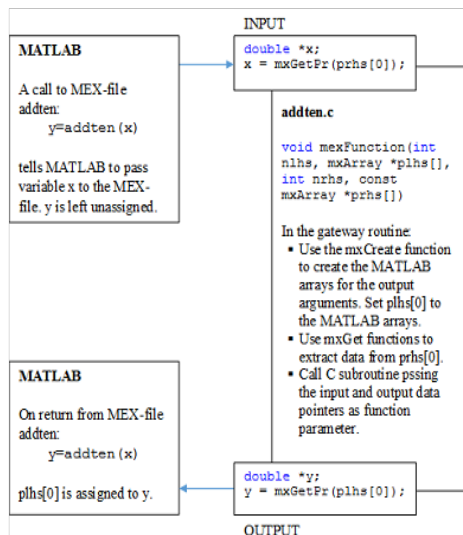 INPUT
MATLAB
A call to MEX-file
addten:
y=addten(x)
tells MATLAB to pass
variable x to the MEX-
file. y is left unassigned.
double *x;
x = mxGetPr(prhs[0]);
addten.c
void mexFunction(int
nlhs, mxArray *plhs[],
int nrhs, const
mxArray *prhs[])
In the gateway routine:
▪ Use the mxCreate function
to create the MATLAB
arrays for the output
arguments. Set plhs[0] to
the MATLAB arrays.
▪ Use mxGet functions to
extract data from prhs[0].
▪ Call C subroutine pssing
the input and output data
pointers as function
parameter.
MATLAB
On return from MEX-file
addten:
y=addten(x)
plhs[0] is assigned to y.
double *y;
y = mxGetPr(plhs[0]);
OUTPUT